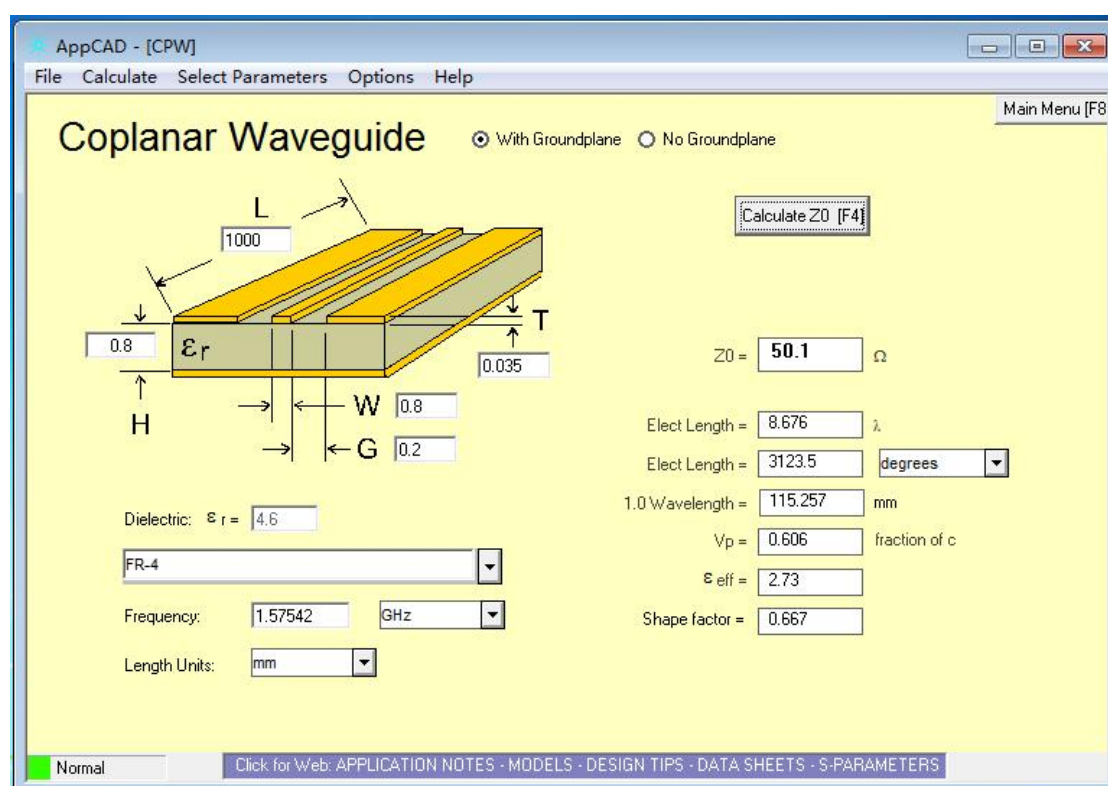 AppCAD - [CPW]
File Calculate Select Parameters Options Help
Main Menu [F8
Coplanar Waveguide
With Groundplane No Groundplane
Calculate Z0 [F4]
L
1000
0.8
H
εr
T
0.035
W 0.8
G 0.2
Z0 = 50.1 Ω
Elect Length = 8.676 λ
Elect Length = 3123.5 degrees
1.0 Wavelength = 115.257 mm
Vp = 0.606 fraction of c
ε eff = 2.73
Shape factor = 0.667
Dielectric: ε r = 4.6
FR-4
Frequency: 1.57542 GHz
Length Units: mm
Normal
Click for Web: APPLICATION NOTES - MODELS - DESIGN TIPS - DATA SHEETS - S-PARAMETERS